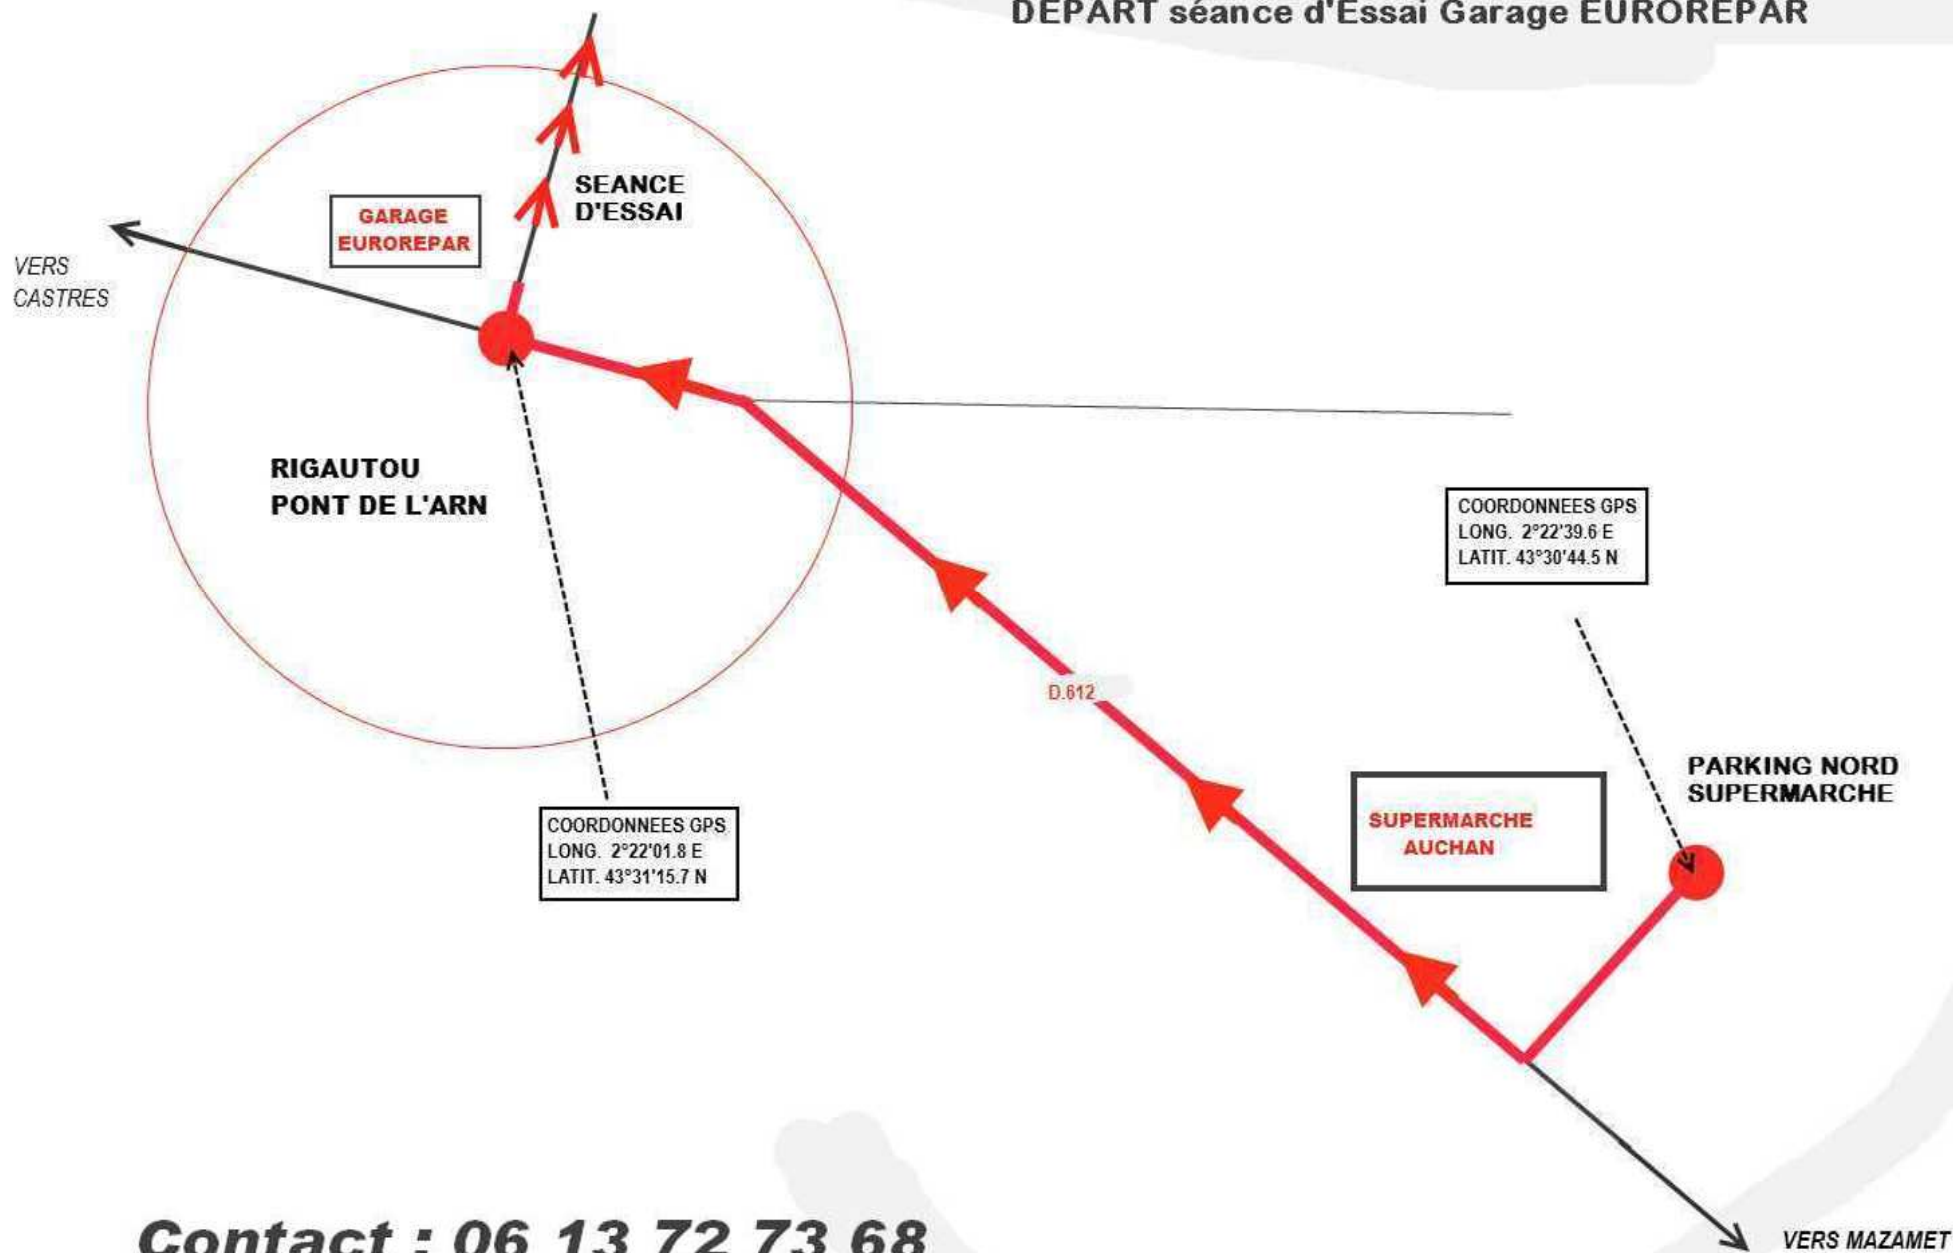 DEPART séance d'Essai Garage EUROREPAR
SEANCE
D'ESSAI
GARAGE
EUROREPAR
VERS
CASTRES
RIGAUTOU
PONT DE L'ARN
COORDONNEES GPS
LONG. 2°22'39.6 E
LATIT. 43°30'44.5 N
D.612
PARKING NORD
SUPERMARCHE
SUPERMARCHE
AUCHAN
COORDONNEES GPS
LONG. 2°22'01.8 E
LATIT. 43°31'15.7 N
Contact : 06 13 72 73 68
VERS MAZAMET